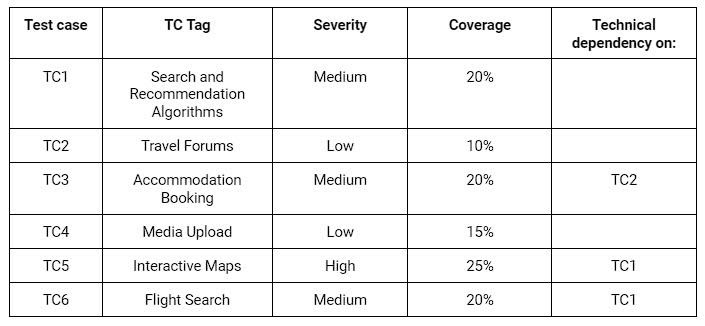 Test case TC Tag Severity Coverage Technical
dependency on:
TC1 Search and Medium 20%
Recommendation
Algorithms
TC2 Travel Forums Low 10%
TC3 Accommodation Medium 20% TC2
Booking
TC4 Media Upload Low 15%
TC5 Interactive Maps High 25% TC1
TC6 Flight Search Medium 20% TC1